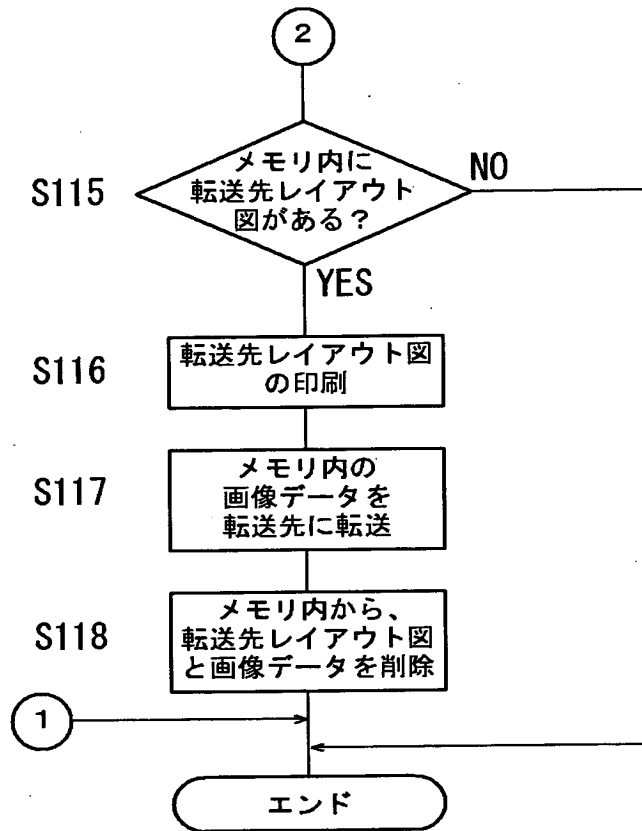 2
S115
メモリ内に
転送先レイアウト
図がある？
NO
YES
S116
転送先レイアウト図
の印刷
S117
メモリ内の
画像データを
転送先に転送
S118
メモリ内から、
転送先レイアウト図
と画像データを削除
1
エンド